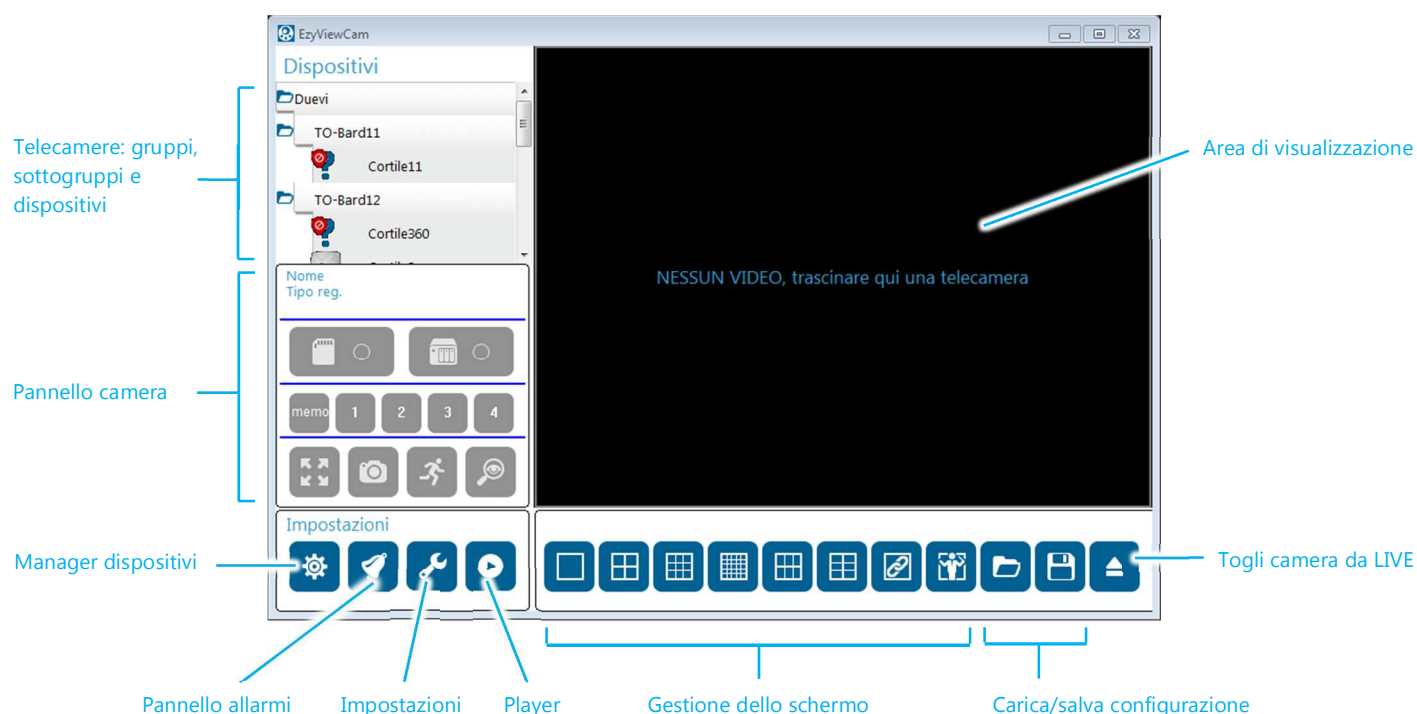 EzyViewCam
Dispositivi
Duevi
TO-Bard11
Cortile11
TO-Bard12
Cortile360
Telecamere: gruppi,
sottogruppi e
dispositivi
Area di visualizzazione
NESSUN VIDEO, trascinare qui una telecamera
Nome
Tipo reg.
Pannello camera
memo 1 2 3 4
Impostazioni
Manager dispositivi
Togli camera da LIVE
Pannello allarmi
Impostazioni
Player
Gestione dello schermo
Carica/salva configurazione